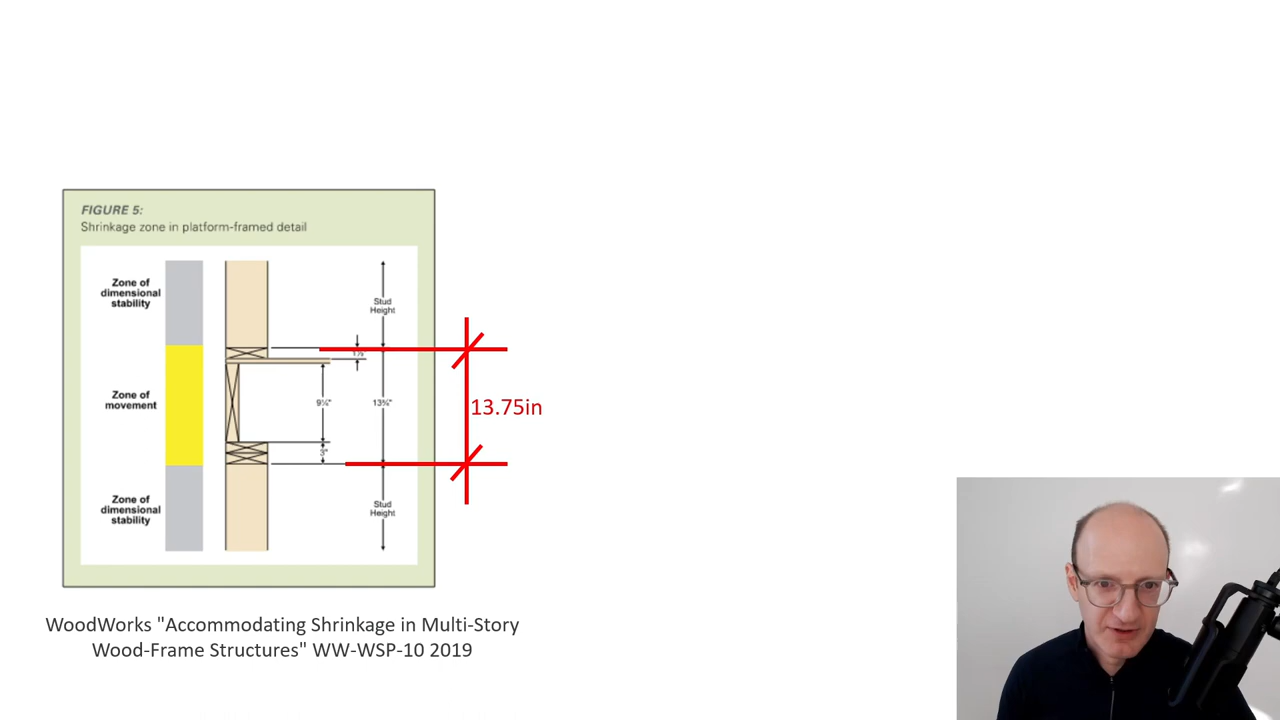 FIGURE 5:
Shrinkage zone in platform-framed detail
Zone of
dimensional
stability
Stud
Height
1½"
Zone of
movement
9¼"
13¾"
13.75in
3"
Zone of
dimensional
stability
Stud
Height
WoodWorks "Accommodating Shrinkage in Multi-Story
Wood-Frame Structures" WW-WSP-10 2019